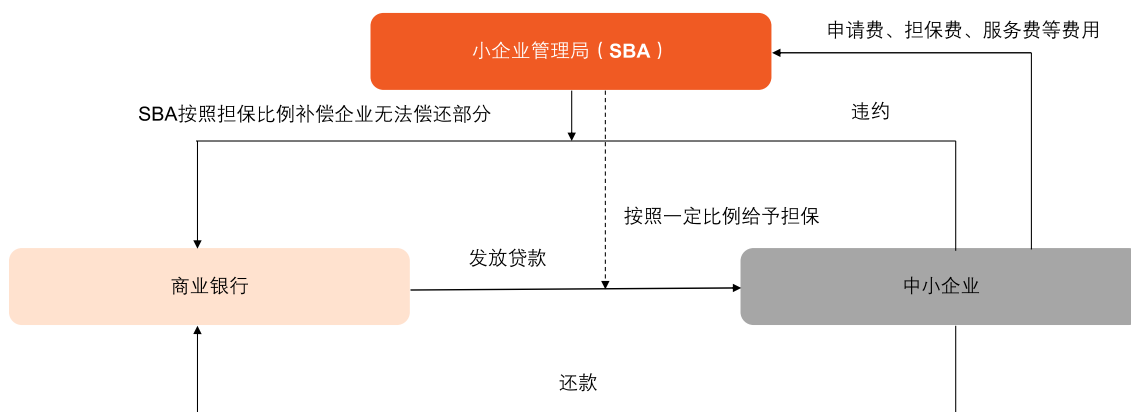 申请费、担保费、服务费等费用
小企业管理局（SBA）
SBA按照担保比例补偿企业无法偿还部分
违约
按照一定比例给予担保
发放贷款
商业银行
中小企业
还款